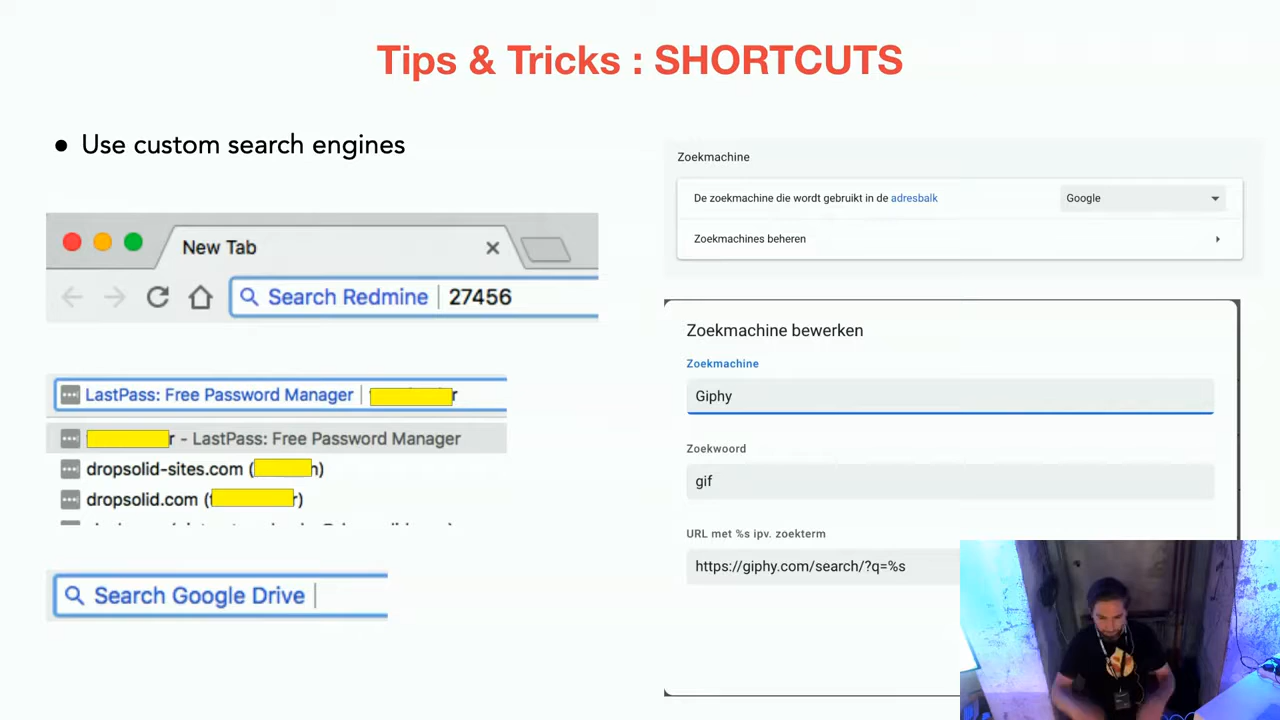 Tips & Tricks : SHORTCUTS
● Use custom search engines
New Tab
Search Redmine 27456
LastPass: Free Password Manager r
r - LastPass: Free Password Manager
dropsolid-sites.com ( n)
dropsolid.com ( r)
Search Google Drive
Zoekmachine
De zoekmachine die wordt gebruikt in de adresbalk
Google
Zoekmachines beheren
Zoekmachine bewerken
Zoekmachine
Giphy
Zoekwoord
gif
URL met %s ipv. zoekterm
https://giphy.com/search/?q=%s